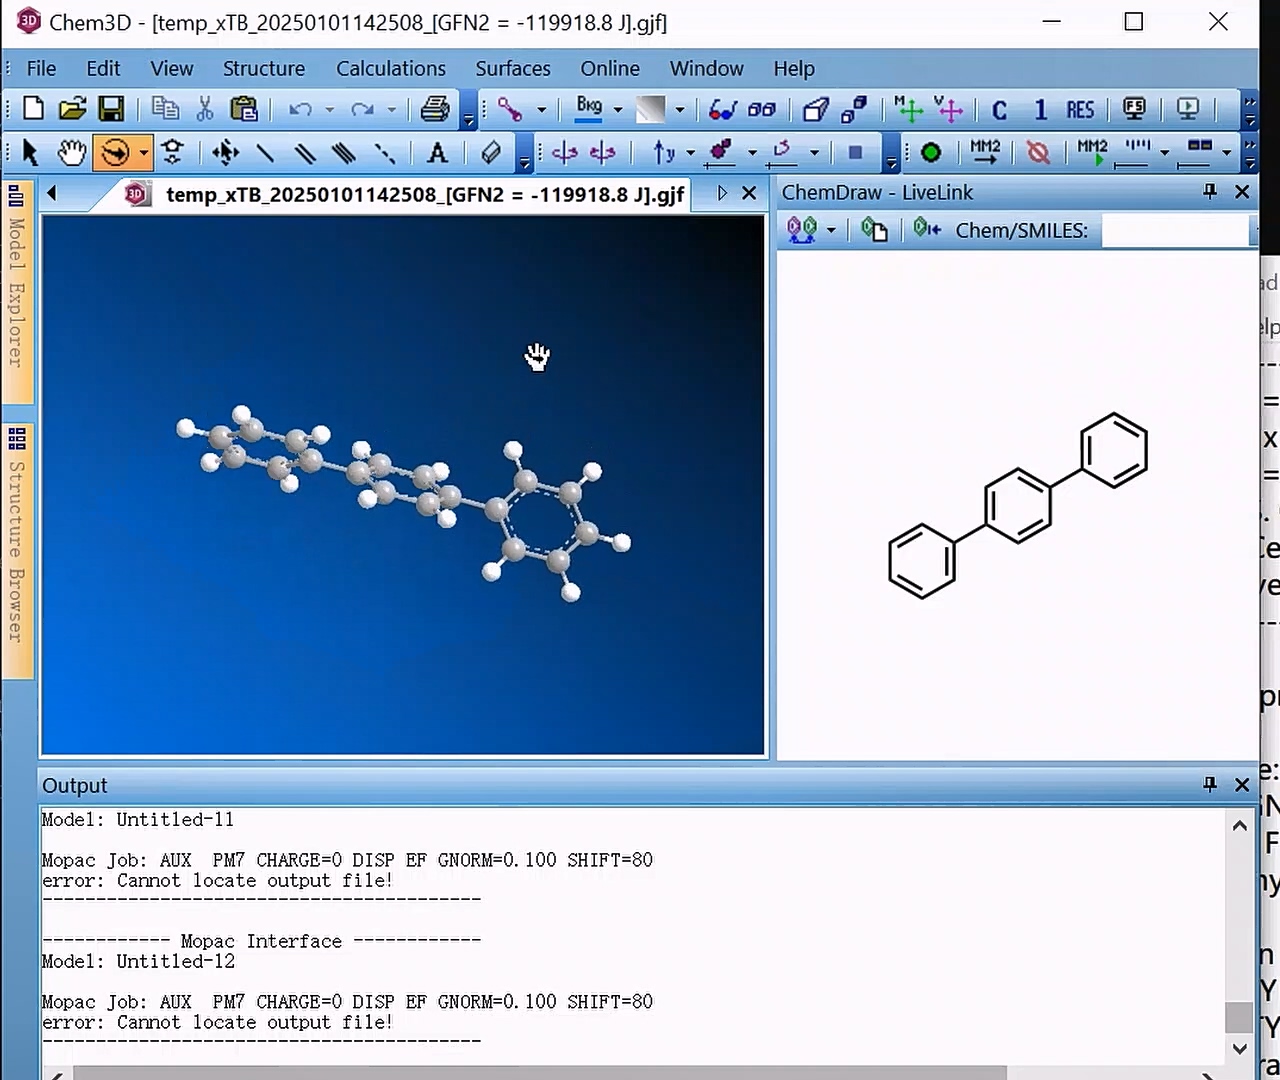 Chem3D - [temp_xTB_20250101142508_[GFN2 = -119918.8 J].gjf]
File Edit View Structure Calculations Surfaces Online Window Help
Bkg M V C 1 RES FS
A y MM2 MM2
temp_xTB_20250101142508_[GFN2 = -119918.8 J].gjf
ChemDraw - LiveLink
Chem/SMILES:
Model Explorer
Structure Browser
Output
Model: Untitled-11
Mopac Job: AUX PM7 CHARGE=0 DISP EF GNORM=0.100 SHIFT=80
error: Cannot locate output file!
----------------------------------------
------------ Mopac Interface ------------
Model: Untitled-12
Mopac Job: AUX PM7 CHARGE=0 DISP EF GNORM=0.100 SHIFT=80
error: Cannot locate output file!
----------------------------------------